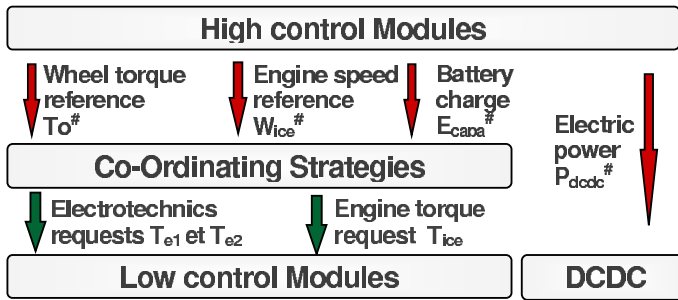 High control Modules
Wheel torque
reference
To#
Engine speed
reference
Wice#
Battery
charge
Ecapa#
Electric
power
Pdcdc#
Co-Ordinating Strategies
Electrotechnics
requests Te1 et Te2
Engine torque
request Tice
Low control Modules
DCDC